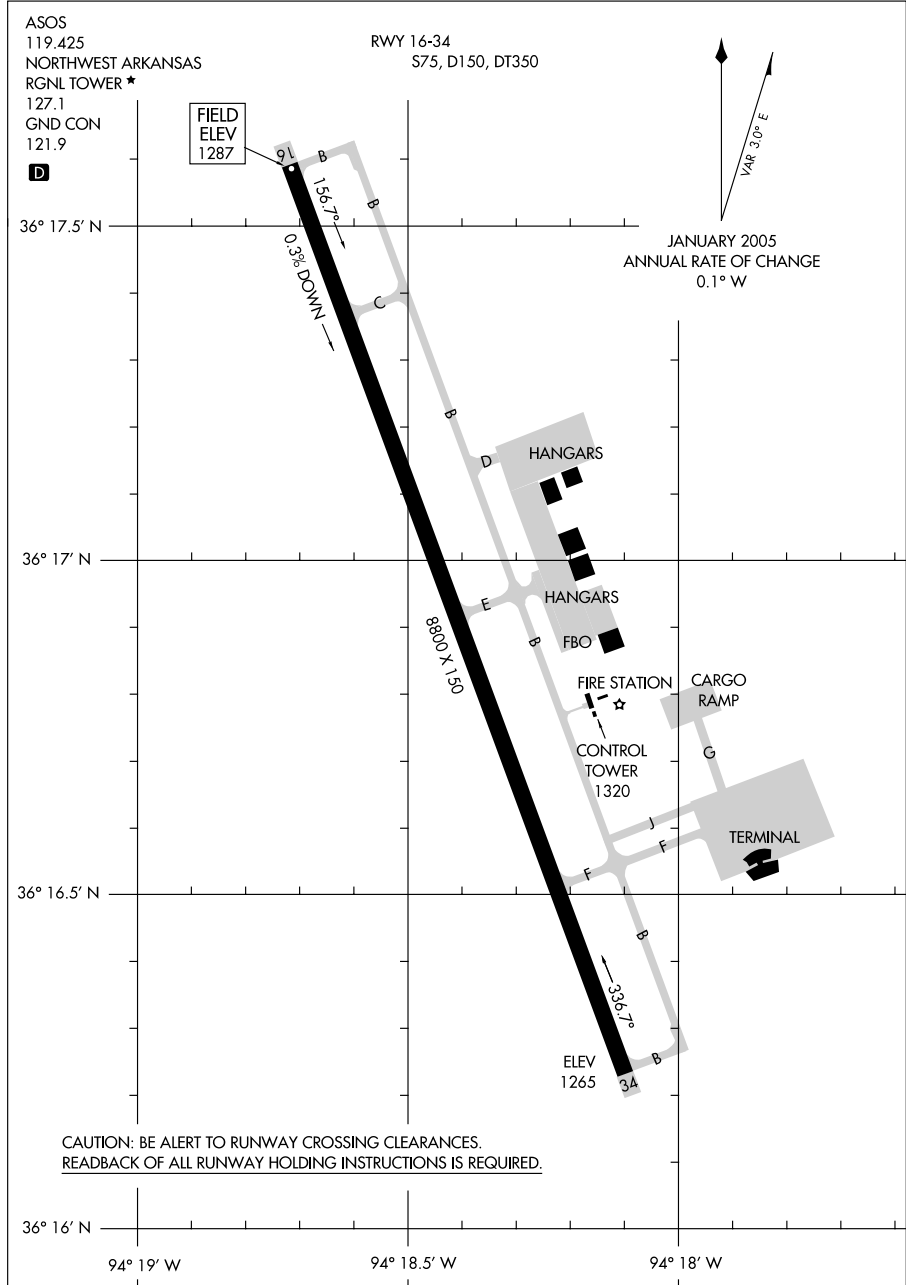 ASOS
119.425
NORTHWEST ARKANSAS
RGNL TOWER ★
127.1
GND CON
121.9
D
RWY 16-34
S75, D150, DT350
VAR 3.0° E
JANUARY 2005
ANNUAL RATE OF CHANGE
0.1° W
FIELD
ELEV
1287
16
B
B
156.7°
0.3% DOWN
C
B
36° 17.5' N
D
HANGARS
36° 17' N
E
HANGARS
B
FBO
8800 X 150
FIRE STATION
CARGO
RAMP
CONTROL
TOWER
1320
G
J
F
F
TERMINAL
36° 16.5' N
B
336.7°
B
ELEV
1265
34
CAUTION: BE ALERT TO RUNWAY CROSSING CLEARANCES.
READBACK OF ALL RUNWAY HOLDING INSTRUCTIONS IS REQUIRED.
36° 16' N
94° 19' W
94° 18.5' W
94° 18' W